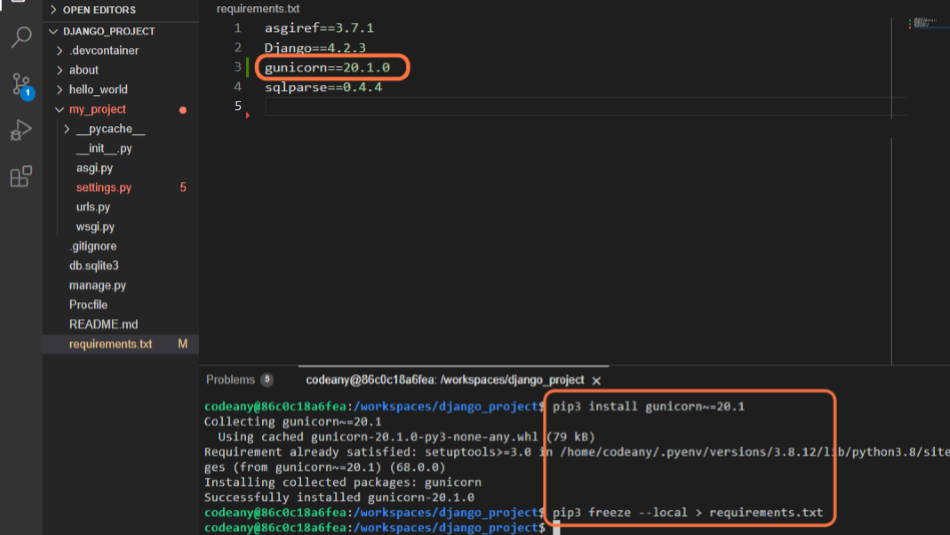 OPEN EDITORS
DJANGO_PROJECT
.devcontainer
about
hello_world
my_project
__pycache__
__init__.py
asgi.py
settings.py 5
urls.py
wsgi.py
.gitignore
db.sqlite3
manage.py
Procfile
README.md
requirements.txt M
1
requirements.txt
1 asgiref==3.7.1
2 Django==4.2.3
3 gunicorn==20.1.0
4 sqlparse==0.4.4
5
Problems 5 codeany@86c0c18a6fea: /workspaces/django_project
codeany@86c0c18a6fea:/workspaces/django_project$ pip3 install gunicorn~=20.1
Collecting gunicorn~=20.1
Using cached gunicorn-20.1.0-py3-none-any.whl (79 kB)
Requirement already satisfied: setuptools>=3.0 in /home/codeany/.pyenv/versions/3.8.12/lib/python3.8/site
ges (from gunicorn~=20.1) (68.0.0)
Installing collected packages: gunicorn
Successfully installed gunicorn-20.1.0
codeany@86c0c18a6fea:/workspaces/django_project$ pip3 freeze --local > requirements.txt
codeany@86c0c18a6fea:/workspaces/django_project$